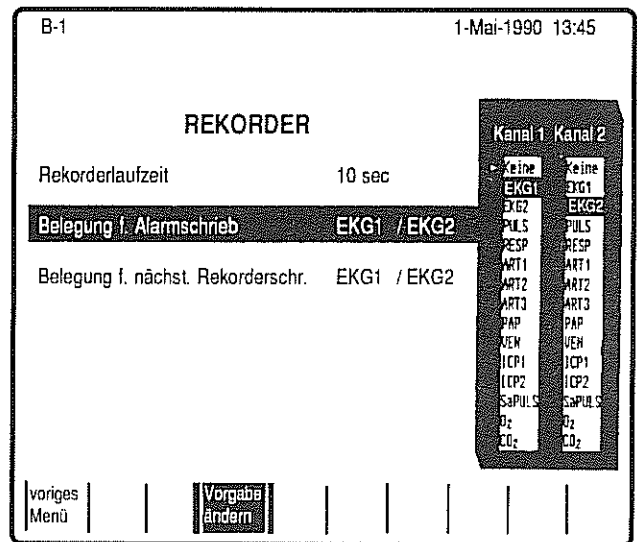 B-1 1-Mai-1990 13:45
REKORDER
Kanal 1 Kanal 2
Rekorderlaufzeit 10 sec
Belegung f. Alarmschrieb EKG1 / EKG2
Belegung f. nächst. Rekorderschr. EKG1 / EKG2
Keine Keine
EKG1 EKG1
EKG2 EKG2
PULS PULS
RESP RESP
ART1 ART1
ART2 ART2
ART3 ART3
PAP PAP
VEN VEN
ICP1 ICP1
ICP2 ICP2
SaPULS SaPULS
O₂ O₂
CO₂ CO₂
voriges Vorgabe
Menü ändern